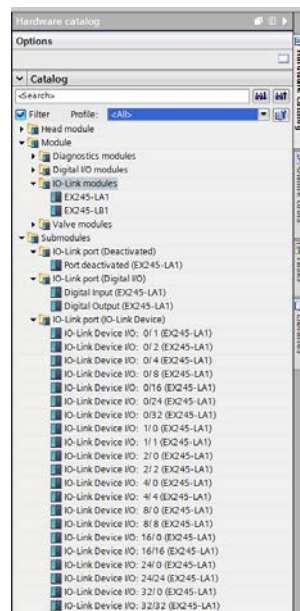 Hardware catalog
Options
Catalog
<Search>
Filter Profile: <All>
Head module
Module
Diagnostics modules
Digital I/O modules
IO-Link modules
EX245-LA1
EX245-LB1
Valve modules
Submodules
IO-Link port (Deactivated)
Port deactivated (EX245-LA1)
IO-Link port (Digital I/O)
Digital Input (EX245-LA1)
Digital Output (EX245-LA1)
IO-Link port (IO-Link Device)
IO-Link Device I/O: 0/ 1 (EX245-LA1)
IO-Link Device I/O: 0/ 2 (EX245-LA1)
IO-Link Device I/O: 0/ 4 (EX245-LA1)
IO-Link Device I/O: 0/ 8 (EX245-LA1)
IO-Link Device I/O: 0/16 (EX245-LA1)
IO-Link Device I/O: 0/24 (EX245-LA1)
IO-Link Device I/O: 0/32 (EX245-LA1)
IO-Link Device I/O: 1/ 0 (EX245-LA1)
IO-Link Device I/O: 1/ 1 (EX245-LA1)
IO-Link Device I/O: 2/ 0 (EX245-LA1)
IO-Link Device I/O: 2/ 2 (EX245-LA1)
IO-Link Device I/O: 4/ 0 (EX245-LA1)
IO-Link Device I/O: 4/ 4 (EX245-LA1)
IO-Link Device I/O: 8/ 0 (EX245-LA1)
IO-Link Device I/O: 8/ 8 (EX245-LA1)
IO-Link Device I/O: 16/ 0 (EX245-LA1)
IO-Link Device I/O: 16/16 (EX245-LA1)
IO-Link Device I/O: 24/ 0 (EX245-LA1)
IO-Link Device I/O: 24/24 (EX245-LA1)
IO-Link Device I/O: 32/ 0 (EX245-LA1)
IO-Link Device I/O: 32/32 (EX245-LA1)